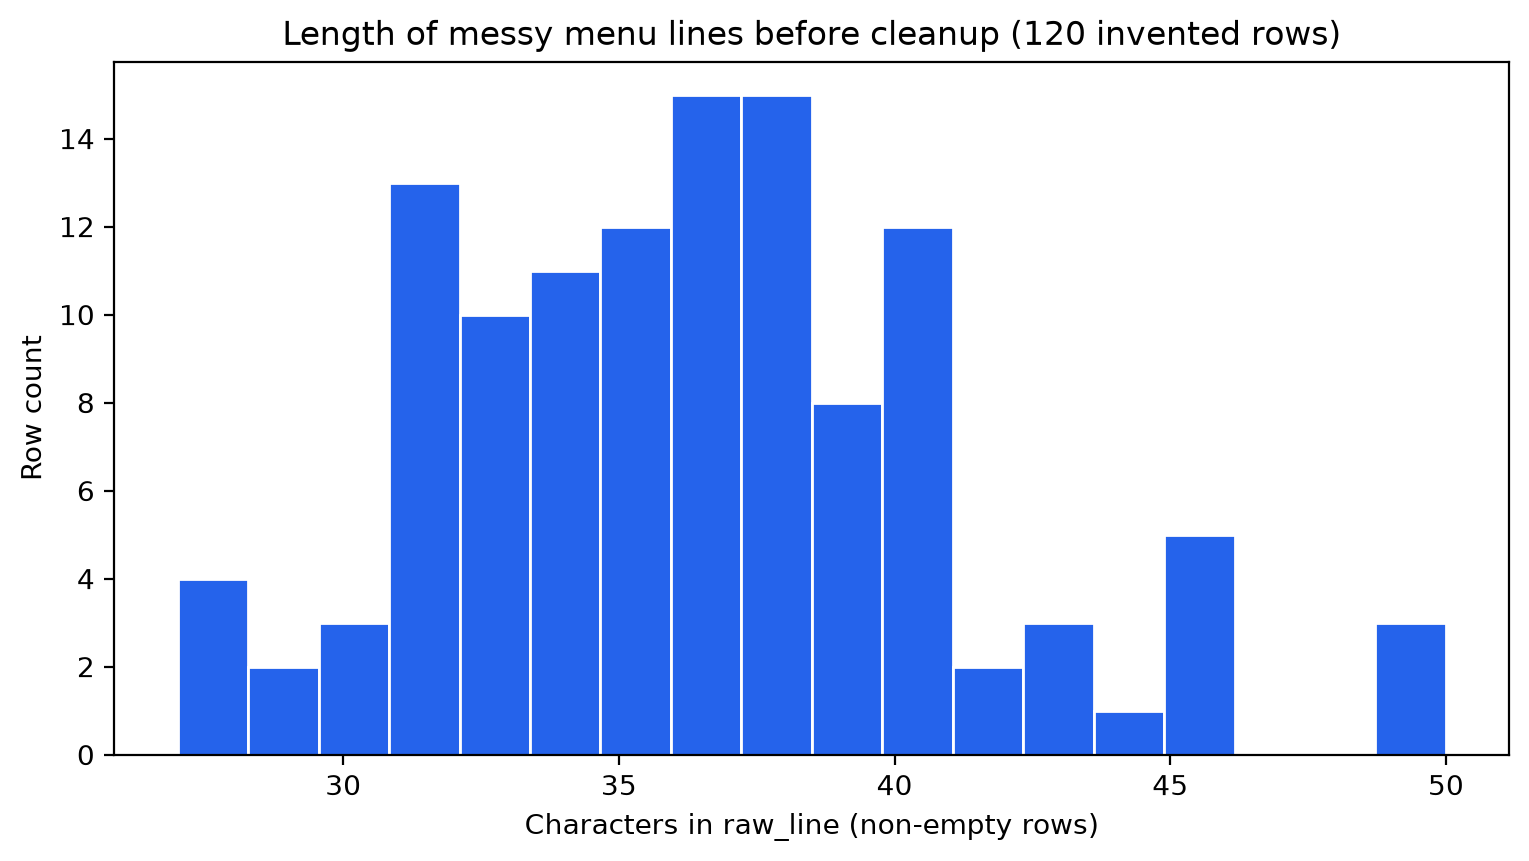 Length of messy menu lines before cleanup (120 invented rows)
14
12
10
8
6
4
2
0
Row count
30 35 40 45 50
Characters in raw_line (non-empty rows)